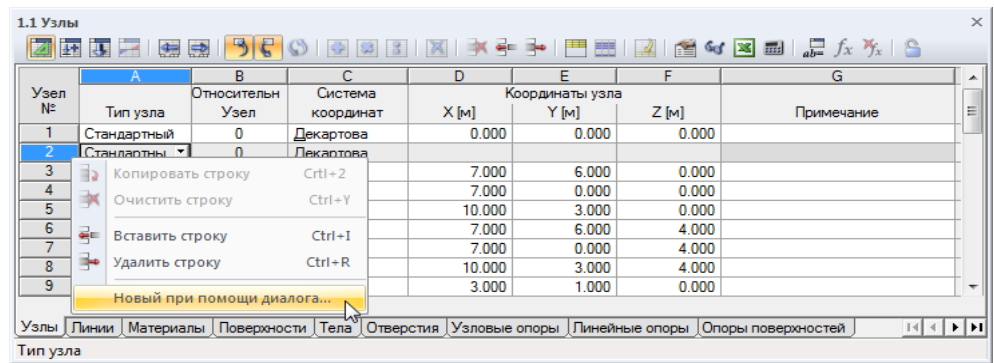 1.1 Узлы
A B C D E F G
Узел № Тип узла Относительн Узел Система координат Координаты узла X [м] Y [м] Z [м] Примечание
1 Стандартный 0 Декартова 0.000 0.000 0.000
2 Стандартны 0 Декартова
3 7.000 6.000 0.000
4 7.000 0.000 0.000
5 10.000 3.000 0.000
6 7.000 6.000 4.000
7 7.000 0.000 4.000
8 10.000 3.000 4.000
9 3.000 1.000 0.000
Копировать строку Crtl+2
Очистить строку Ctrl+Y
Вставить строку Ctrl+I
Удалить строку Ctrl+R
Новый при помощи диалога...
Узлы Линии Материалы Поверхности Тела Отверстия Узловые опоры Линейные опоры Опоры поверхностей
Тип узла